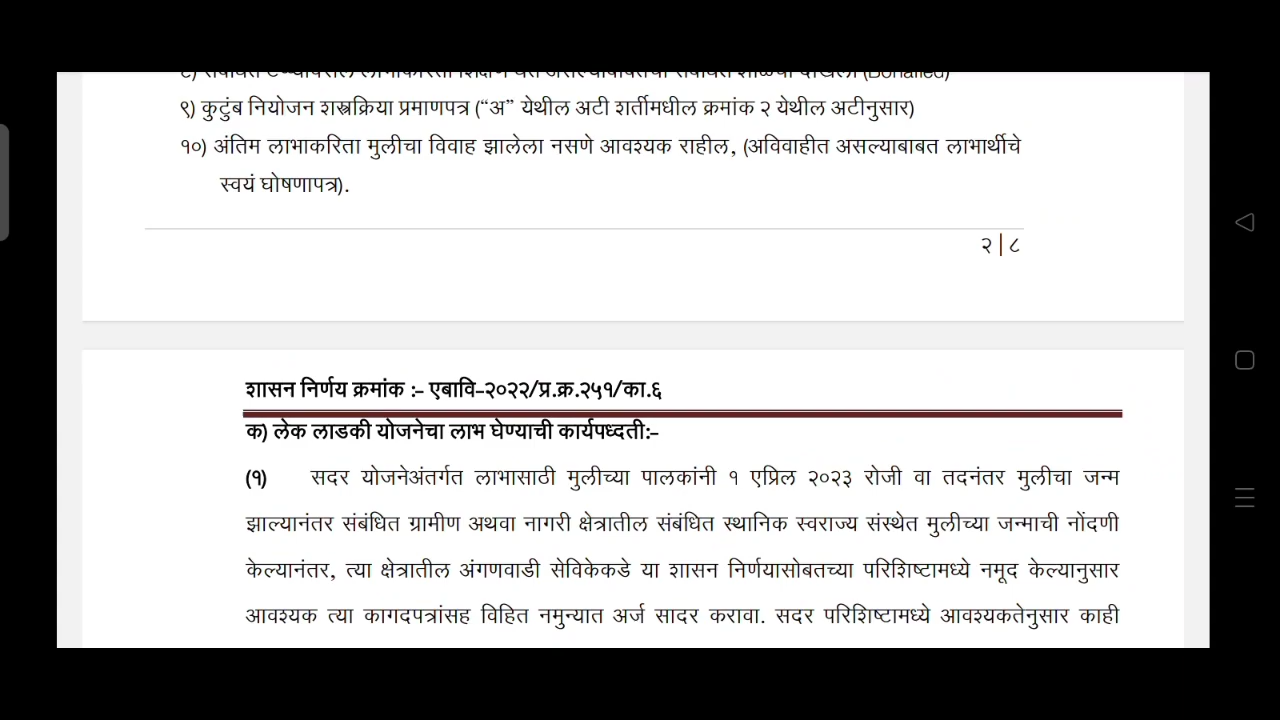 (Bonafied)
९) कुटुंब नियोजन शस्त्रक्रिया प्रमाणपत्र (“अ” येथील अटी शर्तीमधील क्रमांक २ येथील अटीनुसार)
१०) अंतिम लाभाकरिता मुलीचा विवाह झालेला नसणे आवश्यक राहील, (अविवाहीत असल्याबाबत लाभार्थीचे
स्वयं घोषणापत्र).
२|८
शासन निर्णय क्रमांक :- एबावि-२०२२/प्र.क्र.२५१/का.६
क) लेक लाडकी योजनेचा लाभ घेण्याची कार्यपध्दती:-
(१) सदर योजनेअंतर्गत लाभासाठी मुलीच्या पालकांनी १ एप्रिल २०२३ रोजी वा तदनंतर मुलीचा जन्म
झाल्यानंतर संबंधित ग्रामीण अथवा नागरी क्षेत्रातील संबंधित स्थानिक स्वराज्य संस्थेत मुलीच्या जन्माची नोंदणी
केल्यानंतर, त्या क्षेत्रातील अंगणवाडी सेविकेकडे या शासन निर्णयासोबतच्या परिशिष्टामध्ये नमूद केल्यानुसार
आवश्यक त्या कागदपत्रांसह विहित नमुन्यात अर्ज सादर करावा. सदर परिशिष्टामध्ये आवश्यकतेनुसार काही